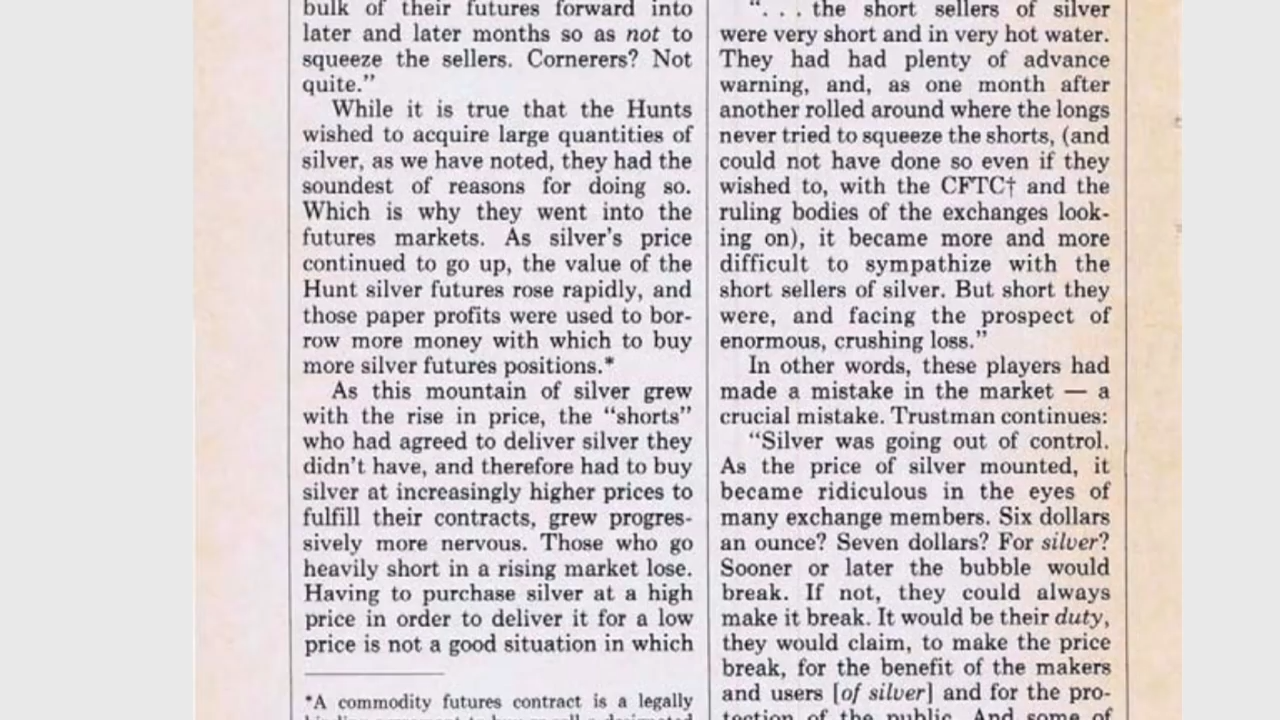 bulk of their futures forward into
later and later months so as not to
squeeze the sellers. Cornerers? Not
quite.”
While it is true that the Hunts
wished to acquire large quantities of
silver, as we have noted, they had the
soundest of reasons for doing so.
Which is why they went into the
futures markets. As silver’s price
continued to go up, the value of the
Hunt silver futures rose rapidly, and
those paper profits were used to bor-
row more money with which to buy
more silver futures positions.*
As this mountain of silver grew
with the rise in price, the “shorts”
who had agreed to deliver silver they
didn’t have, and therefore had to buy
silver at increasingly higher prices to
fulfill their contracts, grew progres-
sively more nervous. Those who go
heavily short in a rising market lose.
Having to purchase silver at a high
price in order to deliver it for a low
price is not a good situation in which
*A commodity futures contract is a legally
“. . . the short sellers of silver
were very short and in very hot water.
They had had plenty of advance
warning, and, as one month after
another rolled around where the longs
never tried to squeeze the shorts, (and
could not have done so even if they
wished to, with the CFTC† and the
ruling bodies of the exchanges look-
ing on), it became more and more
difficult to sympathize with the
short sellers of silver. But short they
were, and facing the prospect of
enormous, crushing loss.”
In other words, these players had
made a mistake in the market — a
crucial mistake. Trustman continues:
“Silver was going out of control.
As the price of silver mounted, it
became ridiculous in the eyes of
many exchange members. Six dollars
an ounce? Seven dollars? For silver?
Sooner or later the bubble would
break. If not, they could always
make it break. It would be their duty,
they would claim, to make the price
break, for the benefit of the makers
and users [of silver] and for the pro-
tection of the public. And some of